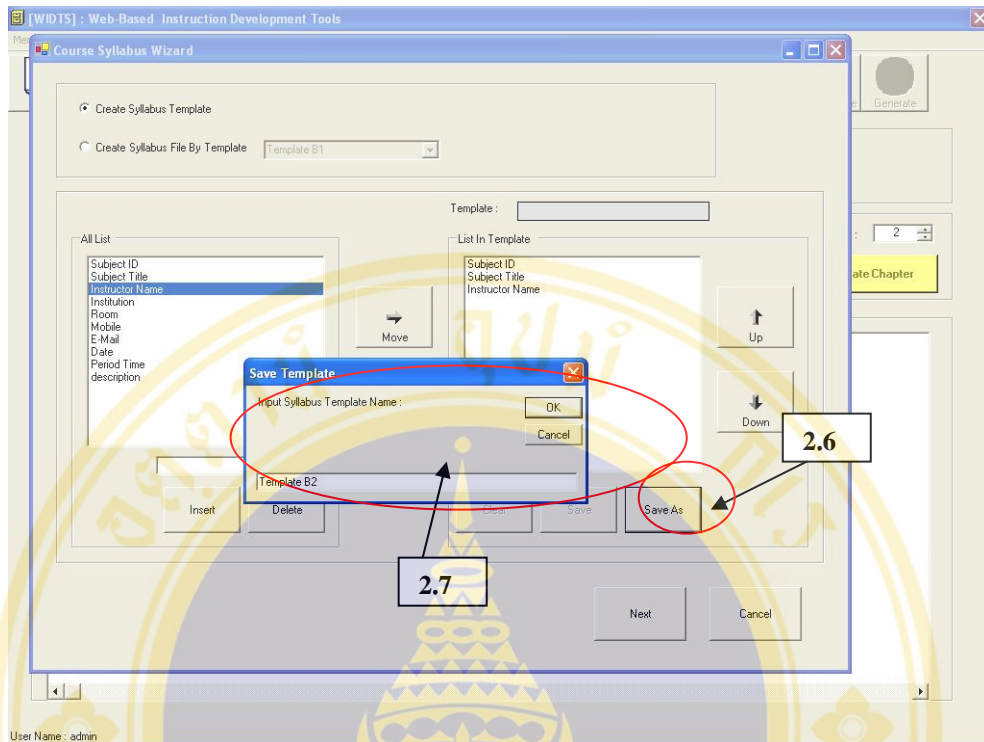 [WIDTS] : Web-Based Instruction Development Tools
Course Syllabus Wizard
Create Syllabus Template
Create Syllabus File By Template
Template B1
Generate
Template :
All List
Subject ID
Subject Title
Instructor Name
Institution
Room
Mobile
E-Mail
Date
Period Time
description
Move
List In Template
Subject ID
Subject Title
Instructor Name
Up
Down
: 2
ate Chapter
Save Template
Input Syllabus Template Name :
OK
Cancel
Template B2
2.6
Insert
Delete
Clear
Save
Save As
2.7
Next
Cancel
User Name : admin